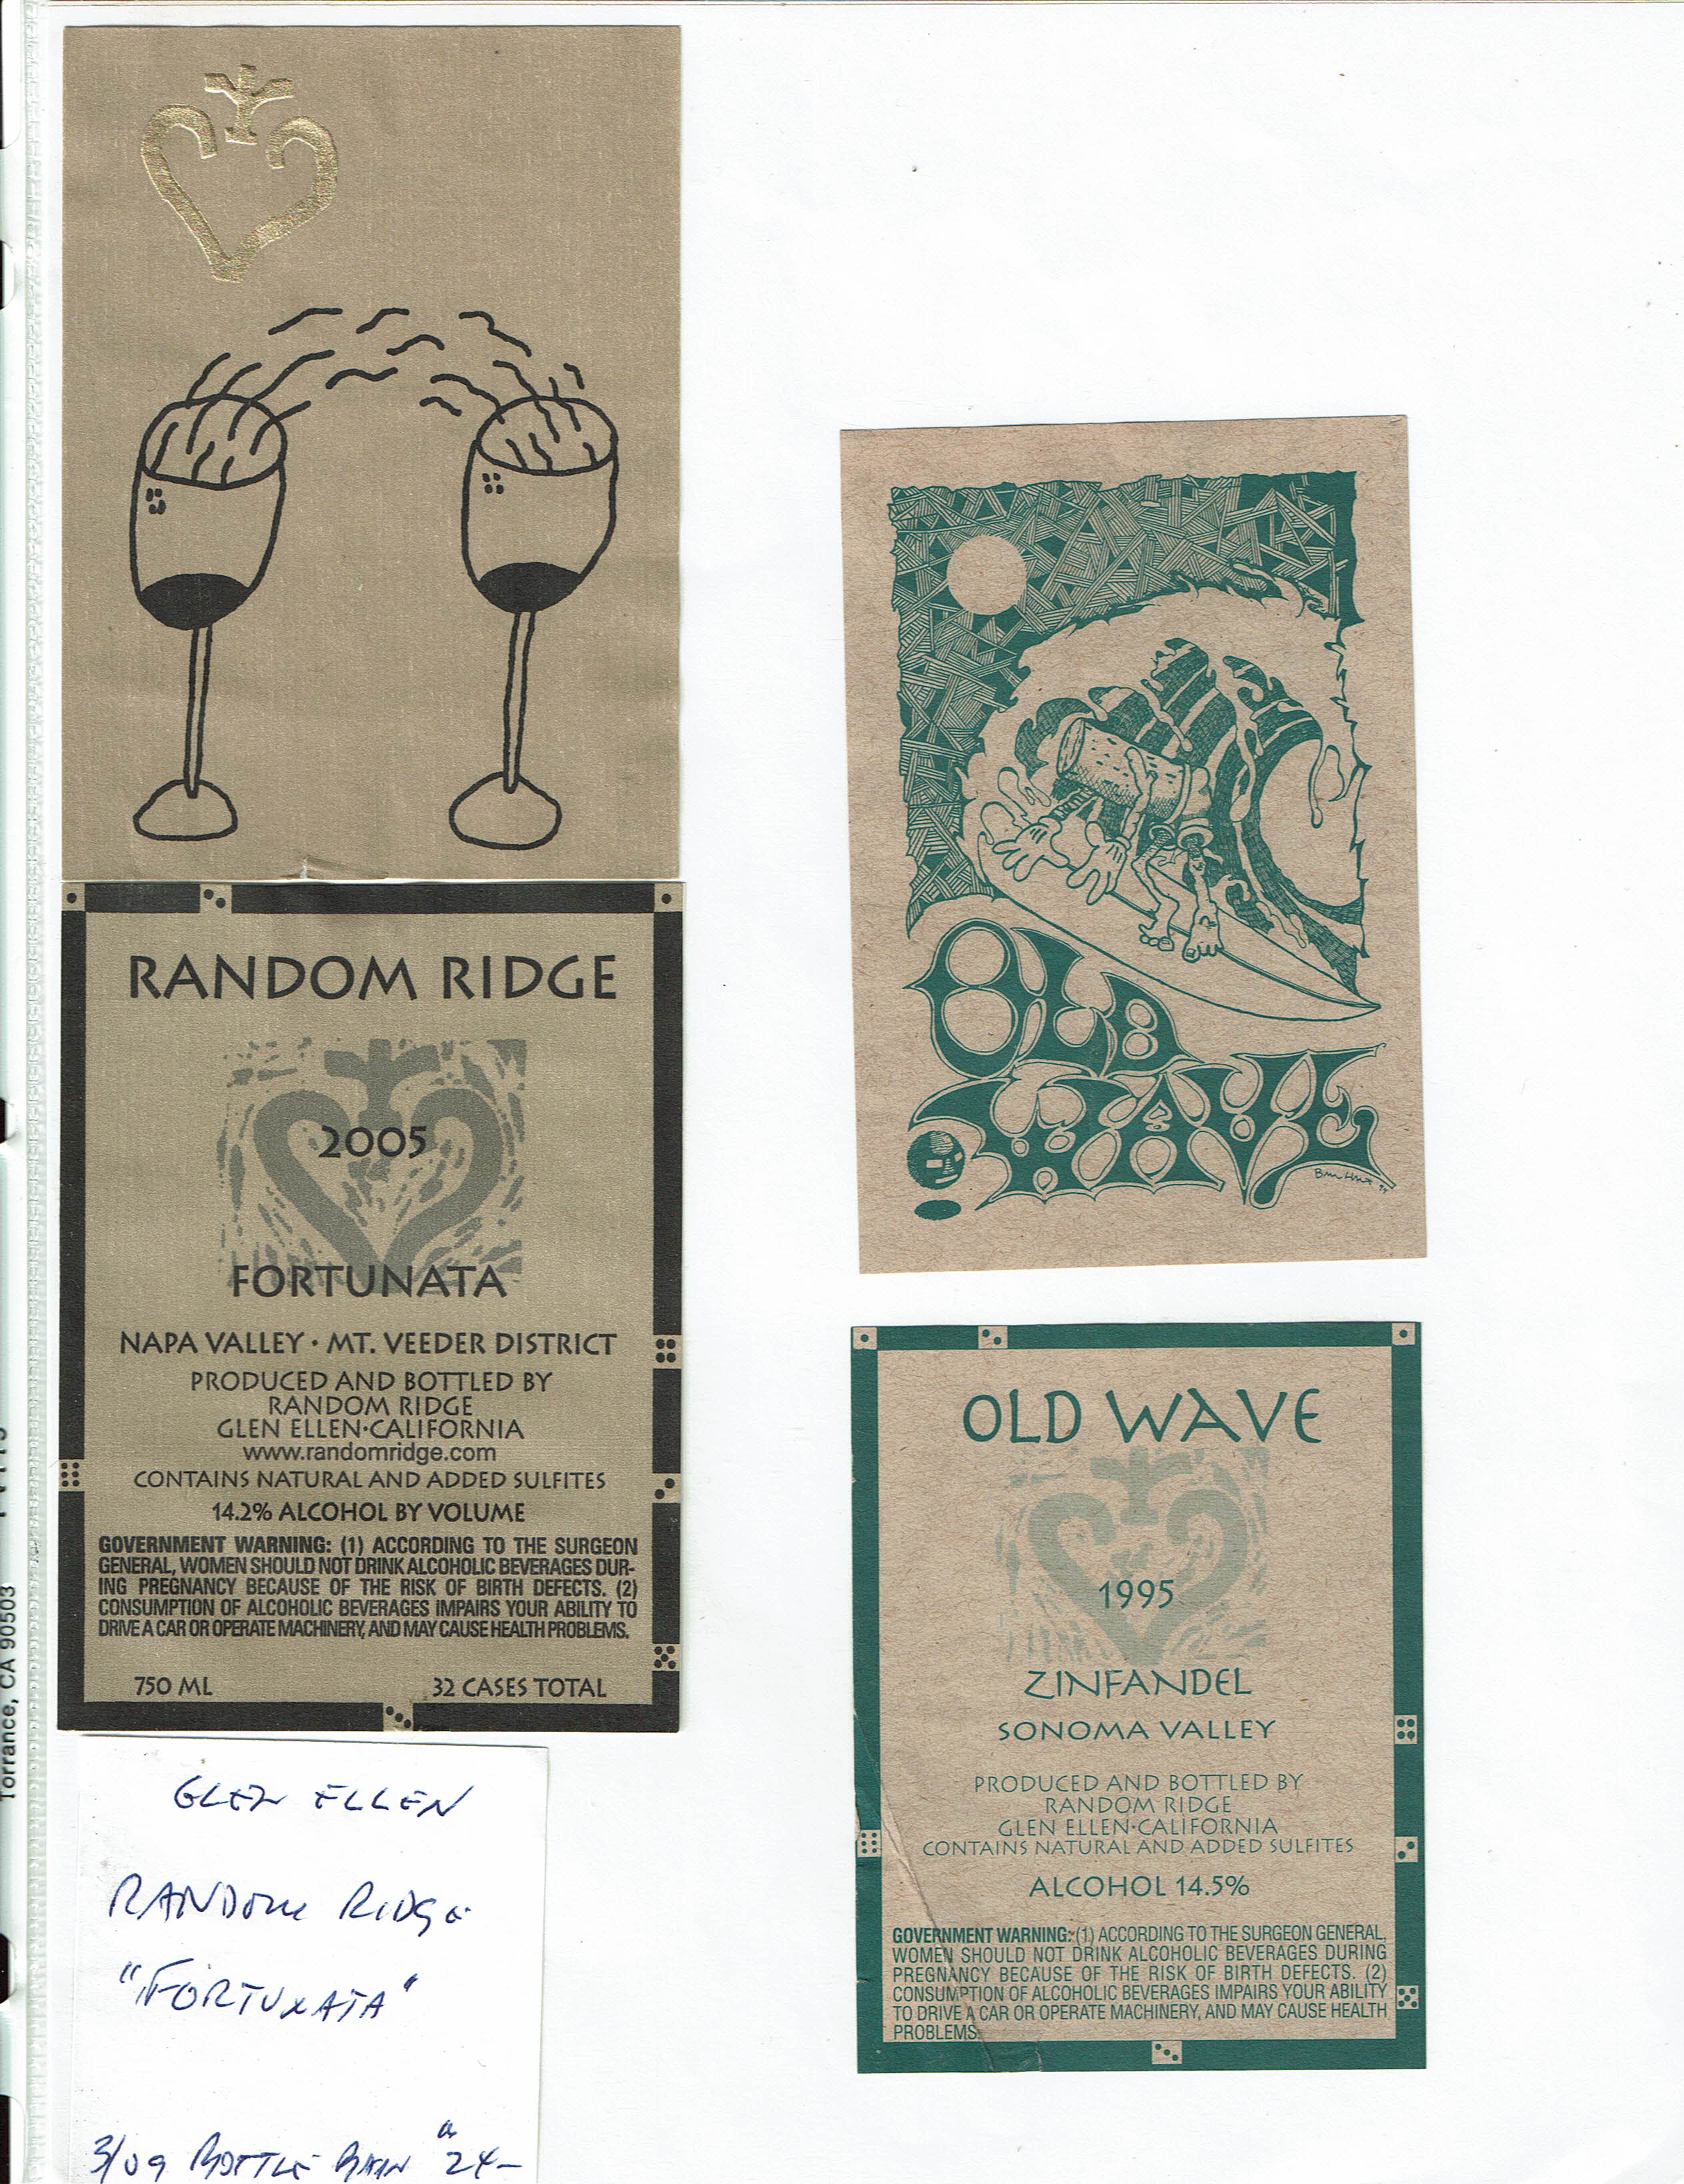 RANDOM RIDGE
2005
FORTUNATA
NAPA VALLEY · MT. VEEDER DISTRICT
PRODUCED AND BOTTLED BY
RANDOM RIDGE
GLEN ELLEN·CALIFORNIA
www.randomridge.com
CONTAINS NATURAL AND ADDED SULFITES
14.2% ALCOHOL BY VOLUME
GOVERNMENT WARNING: (1) ACCORDING TO THE SURGEON
GENERAL, WOMEN SHOULD NOT DRINK ALCOHOLIC BEVERAGES DUR-
ING PREGNANCY BECAUSE OF THE RISK OF BIRTH DEFECTS. (2)
CONSUMPTION OF ALCOHOLIC BEVERAGES IMPAIRS YOUR ABILITY TO
DRIVE A CAR OR OPERATE MACHINERY, AND MAY CAUSE HEALTH PROBLEMS.
750 ML 32 CASES TOTAL
GLEN ELLEN
RANDOM RIDGE
"FORTUNATA"
3/09 BOTTLE BARN 24-
Torrance, CA 90503
OLD
WAVE
OLD WAVE
1995
ZINFANDEL
SONOMA VALLEY
PRODUCED AND BOTTLED BY
RANDOM RIDGE
GLEN ELLEN·CALIFORNIA
CONTAINS NATURAL AND ADDED SULFITES
ALCOHOL 14.5%
GOVERNMENT WARNING: (1) ACCORDING TO THE SURGEON GENERAL,
WOMEN SHOULD NOT DRINK ALCOHOLIC BEVERAGES DURING
PREGNANCY BECAUSE OF THE RISK OF BIRTH DEFECTS. (2)
CONSUMPTION OF ALCOHOLIC BEVERAGES IMPAIRS YOUR ABILITY
TO DRIVE A CAR OR OPERATE MACHINERY, AND MAY CAUSE HEALTH
PROBLEMS.